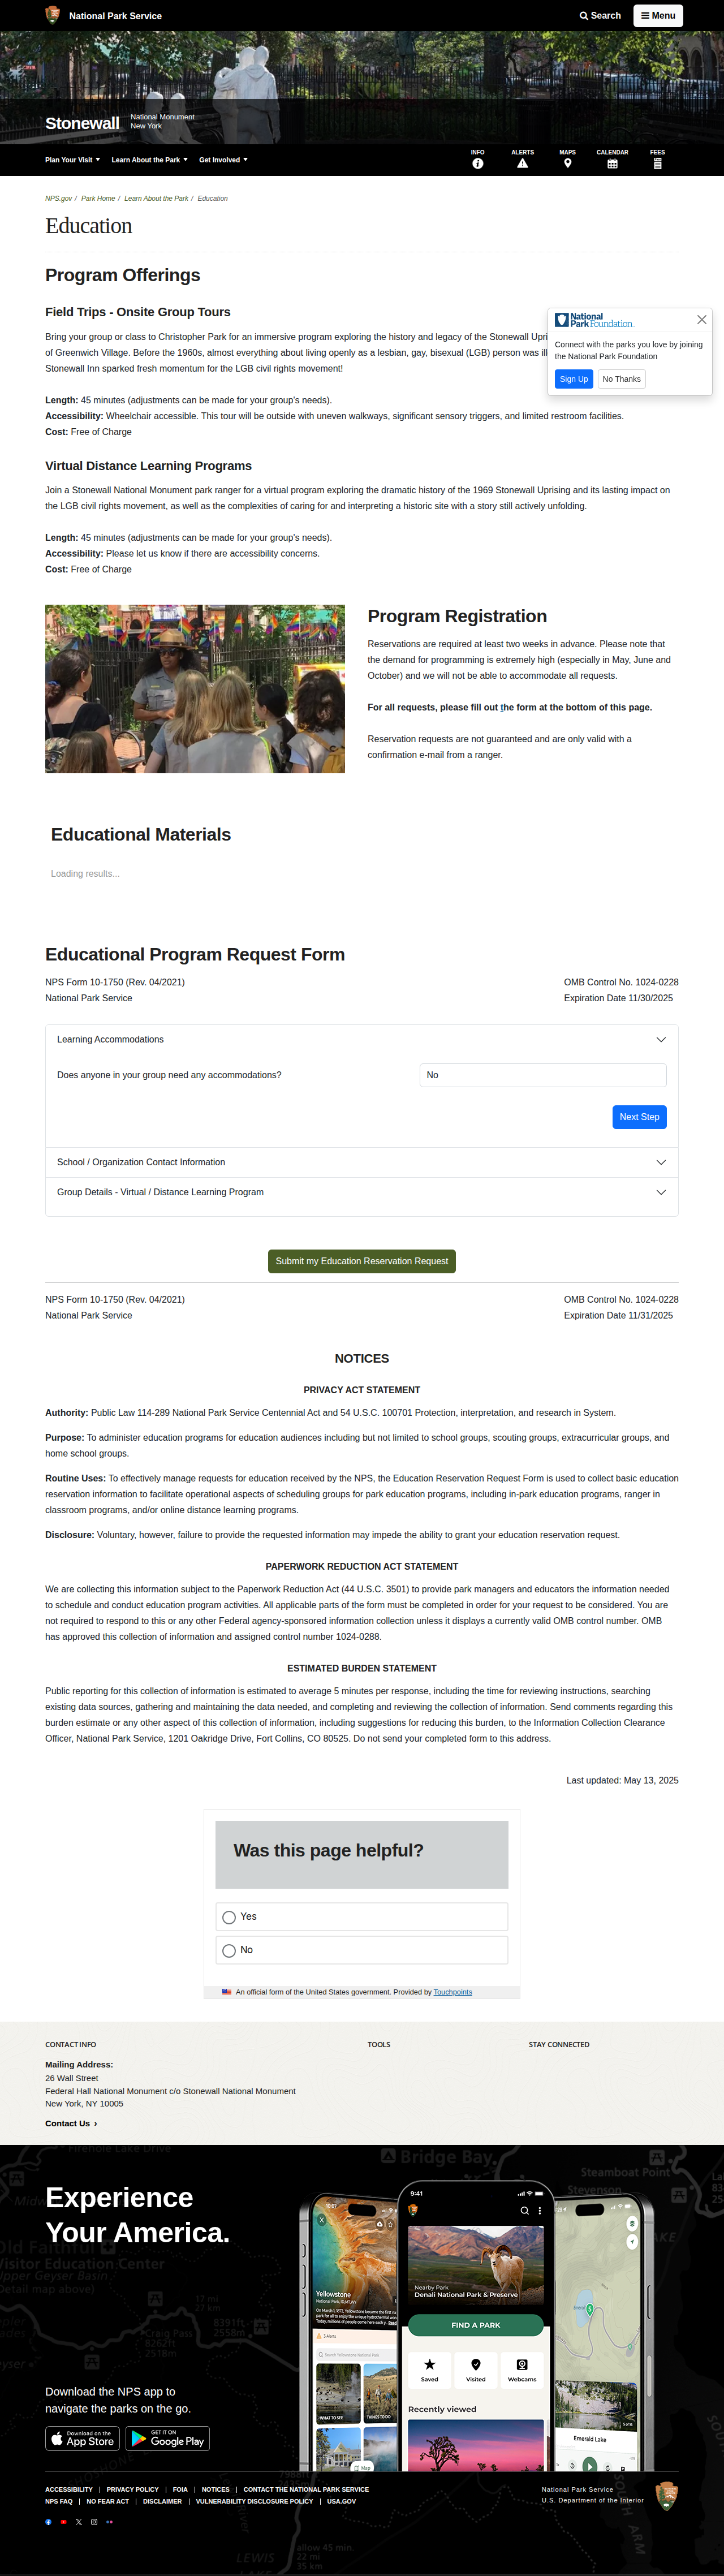 National Park Service
Search
Menu
Stonewall
National Monument
New York
Plan Your Visit
Learn About the Park
Get Involved
INFO
ALERTS
MAPS
CALENDAR
FEES
NPS.gov / Park Home / Learn About the Park / Education
Education
Program Offerings
Field Trips - Onsite Group Tours
Bring your group or class to Christopher Park for an immersive program exploring the history and legacy of the Stonewall
of Greenwich Village. Before the 1960s, almost everything about living openly as a lesbian, gay, bisexual (LGB) person was
Stonewall Inn sparked fresh momentum for the LGB civil rights movement!
National
Park Foundation
Connect with the parks you love by joining
the National Park Foundation
Sign Up
No Thanks
Length: 45 minutes (adjustments can be made for your group's needs).
Accessibility: Wheelchair accessible. This tour will be outside with uneven walkways, significant sensory triggers, and limited restroom facilities.
Cost: Free of Charge
Virtual Distance Learning Programs
Join a Stonewall National Monument park ranger for a virtual program exploring the dramatic history of the 1969 Stonewall Uprising and its lasting impact on
the LGB civil rights movement, as well as the complexities of caring for and interpreting a historic site with a story still actively unfolding.
Length: 45 minutes (adjustments can be made for your group's needs).
Accessibility: Please let us know if there are accessibility concerns.
Cost: Free of Charge
Program Registration
Reservations are required at least two weeks in advance. Please note that
the demand for programming is extremely high (especially in May, June and
October) and we will not be able to accommodate all requests.
For all requests, please fill out the form at the bottom of this page.
Reservation requests are not guaranteed and are only valid with a
confirmation e-mail from a ranger.
Educational Materials
Loading results...
Educational Program Request Form
NPS Form 10-1750 (Rev. 04/2021)
National Park Service
OMB Control No. 1024-0228
Expiration Date 11/30/2025
Learning Accommodations
Does anyone in your group need any accommodations?
No
Next Step
School / Organization Contact Information
Group Details - Virtual / Distance Learning Program
Submit my Education Reservation Request
NPS Form 10-1750 (Rev. 04/2021)
National Park Service
OMB Control No. 1024-0228
Expiration Date 11/31/2025
NOTICES
PRIVACY ACT STATEMENT
Authority: Public Law 114-289 National Park Service Centennial Act and 54 U.S.C. 100701 Protection, interpretation, and research in System.
Purpose: To administer education programs for education audiences including but not limited to school groups, scouting groups, extracurricular groups, and
home school groups.
Routine Uses: To effectively manage requests for education received by the NPS, the Education Reservation Request Form is used to collect basic education
reservation information to facilitate operational aspects of scheduling groups for park education programs, including in-park education programs, ranger in
classroom programs, and/or online distance learning programs.
Disclosure: Voluntary, however, failure to provide the requested information may impede the ability to grant your education reservation request.
PAPERWORK REDUCTION ACT STATEMENT
We are collecting this information subject to the Paperwork Reduction Act (44 U.S.C. 3501) to provide park managers and educators the information needed
to schedule and conduct education program activities. All applicable parts of the form must be completed in order for your request to be considered. You are
not required to respond to this or any other Federal agency-sponsored information collection unless it displays a currently valid OMB control number. OMB
has approved this collection of information and assigned control number 1024-0288.
ESTIMATED BURDEN STATEMENT
Public reporting for this collection of information is estimated to average 5 minutes per response, including the time for reviewing instructions, searching
existing data sources, gathering and maintaining the data needed, and completing and reviewing the collection of information. Send comments regarding this
burden estimate or any other aspect of this collection of information, including suggestions for reducing this burden, to the Information Collection Clearance
Officer, National Park Service, 1201 Oakridge Drive, Fort Collins, CO 80525. Do not send your completed form to this address.
Last updated: May 13, 2025
Was this page helpful?
Yes
No
An official form of the United States government. Provided by Touchpoints
CONTACT INFO
Mailing Address:
26 Wall Street
Federal Hall National Monument c/o Stonewall National Monument
New York, NY 10005
Contact Us
TOOLS
STAY CONNECTED
Experience
Your America.
Download the NPS app to
navigate the parks on the go.
Download on the
App Store
GET IT ON
Google Play
Bridge Bay
Steamboat Point
Stevenson
Craig Pass
8262ft
2518m
8391ft
2558m
17 mi
27 km
Yellowstone
WHAT TO SEE
THINGS TO DO
Map
9:41
Nearby Park
Denali National Park & Preserve
FIND A PARK
Saved
Visited
Webcams
Recently viewed
Emerald Lake
LEWIS
allow 45 min.
22 mi
35 km
ACCESSIBILITY
PRIVACY POLICY
FOIA
NOTICES
CONTACT THE NATIONAL PARK SERVICE
NPS FAQ
NO FEAR ACT
DISCLAIMER
VULNERABILITY DISCLOSURE POLICY
USA.GOV
National Park Service
U.S. Department of the Interior